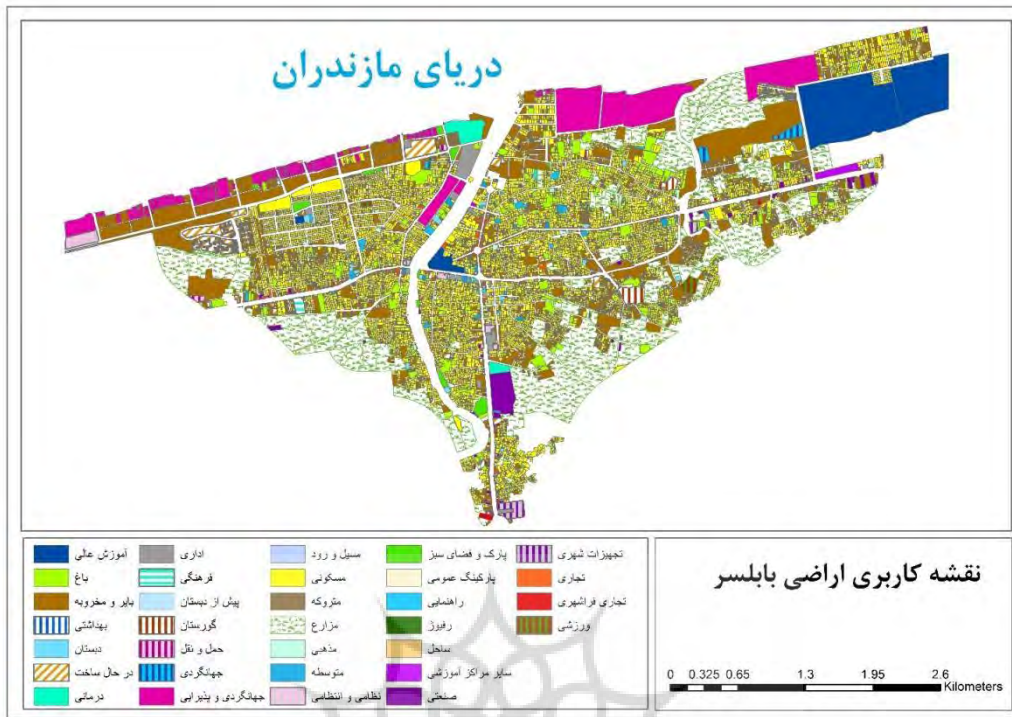 دریای مازندران
آموزش عالی
باغ
بایر و مخروبه
بهداشتی
دبستان
در حال ساخت
درمانی
اداری
فرهنگی
پیش از دبستان
گورستان
حمل و نقل
جهانگردی
جهانگردی و پذیرایی
مسیل و رود
مسکونی
متروکه
مزارع
مذهبی
متوسطه
نظامی و انتظامی
پارک و فضای سبز
پارکینگ عمومی
راهنمایی
رفیوژ
ساحل
سایر مراکز آموزشی
صنعتی
تجهیزات شهری
تجاری
تجاری فراشهری
ورزشی
نقشه کاربری اراضی بابلسر
0 0.325 0.65 1.3 1.95 2.6
Kilometers